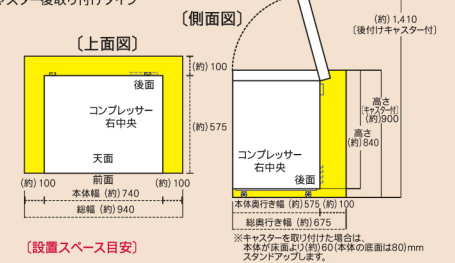 キャスター後取り付けタイプ
〔側面図〕
(約)1,410
〔後付けキャスター付〕
〔上面図〕
(約)100
後面
コンプレッサー
右中央
(約)575
天面
前面
(約)100
(約)100
本体幅 (約)740
総幅 (約)940
高さ
〔キャスター付〕
(約)900
高さ
(約)840
コンプレッサー
右中央
後面
本体奥行き幅 (約)575
(約)100
総奥行き幅 (約)675
〔設置スペース目安〕
※キャスターを取り付けた場合は、
本体が床面より(約)60(本体の底面は80)mm
スタンドアップします。